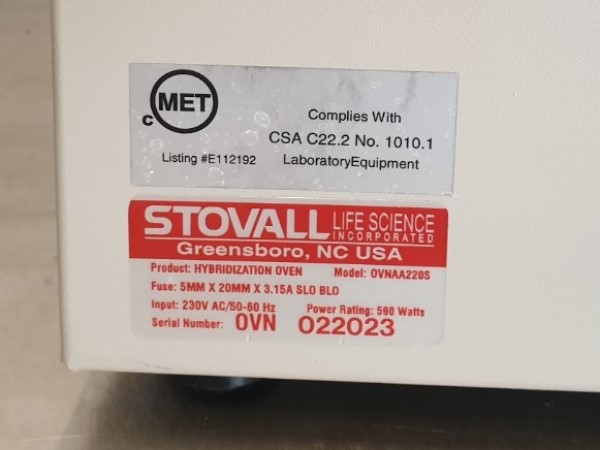 c MET
Complies With
CSA C22.2 No. 1010.1
Listing #E112192 LaboratoryEquipment
STOVALL LIFE SCIENCE INCORPORATED
Greensboro, NC USA
Product: HYBRIDIZATION OVEN Model: OVNAA220S
Fuse: 5MM X 20MM X 3.15A SLO BLO
Input: 230V AC/50-60 Hz Power Rating: 590 Watts
Serial Number: OVN 022023